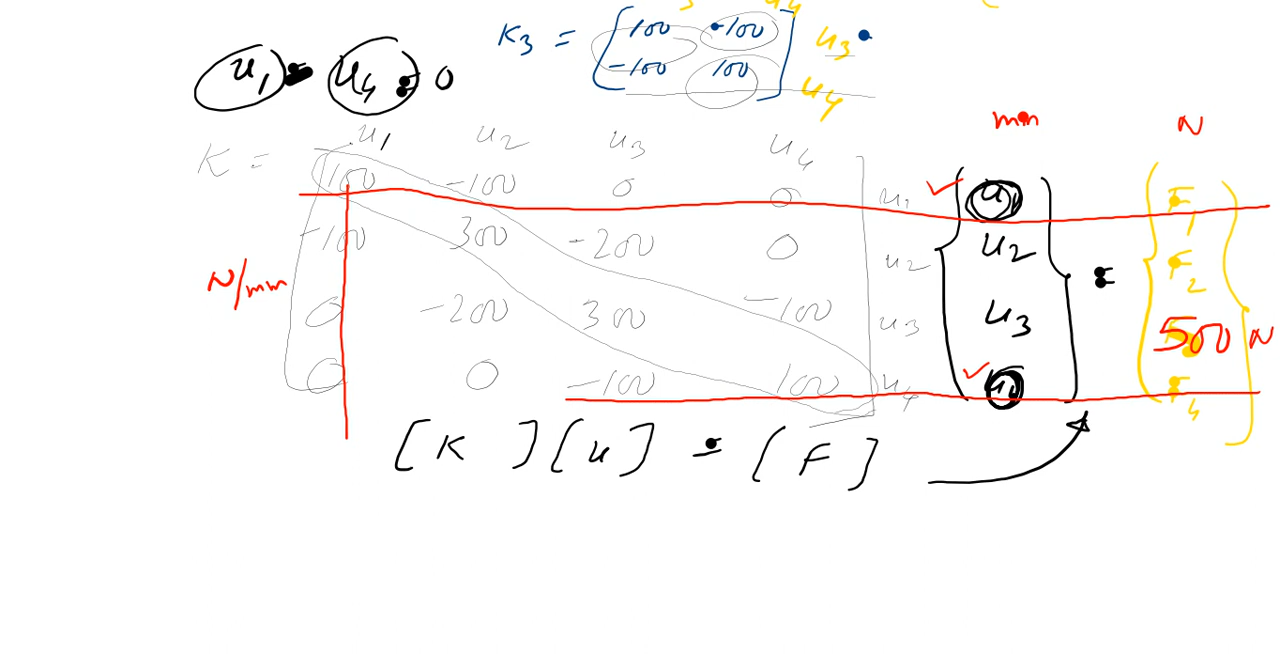 K3 = [ 100 -100 ] u3
[ -100 100 ] u4
u1 = u4 = 0
mm N
K = u1 u2 u3 u4
100 -100 0 0 u1 u1 F1
-100 300 -200 0 u2 u2 = F2
N/mm
0 -200 300 -100 u3 u3 500 N
0 0 -100 100 u4 F4
[ K ] [ u ] = [ F ]